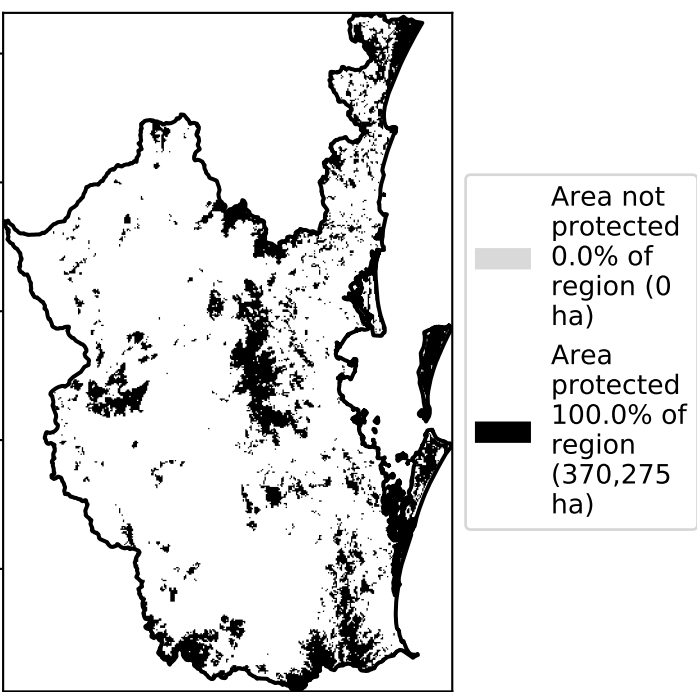 Area not
protected
0.0% of
region (0
ha)
Area
protected
100.0% of
region
(370,275
ha)